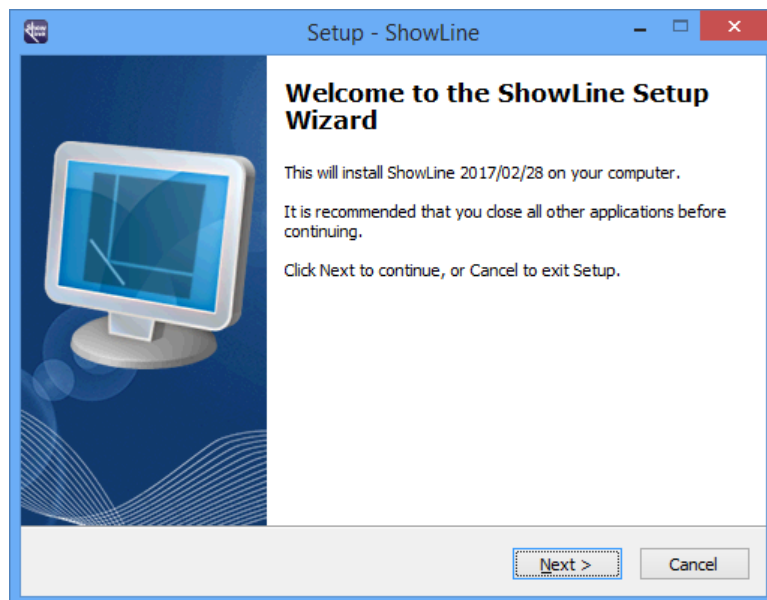 Show
Line
Setup - ShowLine
Welcome to the ShowLine Setup
Wizard
This will install ShowLine 2017/02/28 on your computer.
It is recommended that you close all other applications before
continuing.
Click Next to continue, or Cancel to exit Setup.
Next >
Cancel